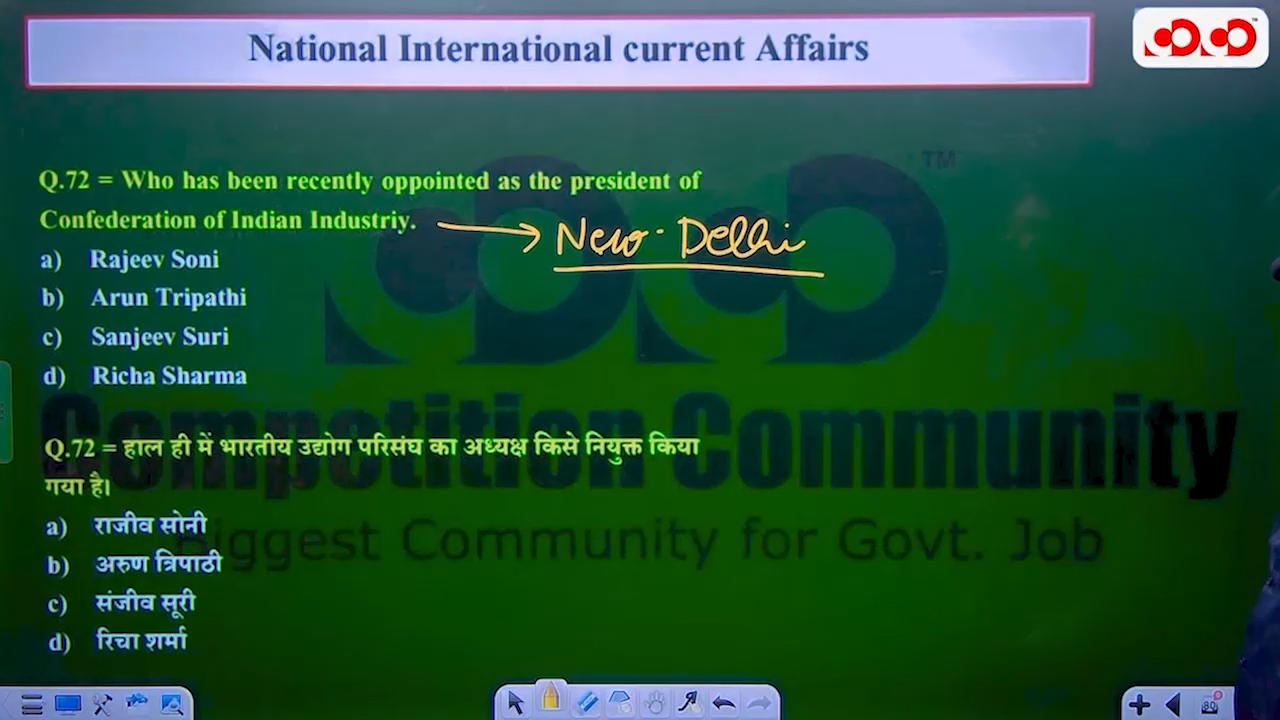 National International current Affairs
Q.72 = Who has been recently oppointed as the president of
Confederation of Indian Industriy.
New Delhi
a) Rajeev Soni
b) Arun Tripathi
c) Sanjeev Suri
d) Richa Sharma
Q.72 = हाल ही में भारतीय उद्योग परिसंघ का अध्यक्ष किसे नियुक्त किया
गया है।
a) राजीव सोनी
b) अरुण त्रिपाठी
c) संजीव सूरी
d) रिचा शर्मा
TM
Competition Community
Biggest Community for Govt. Job
80